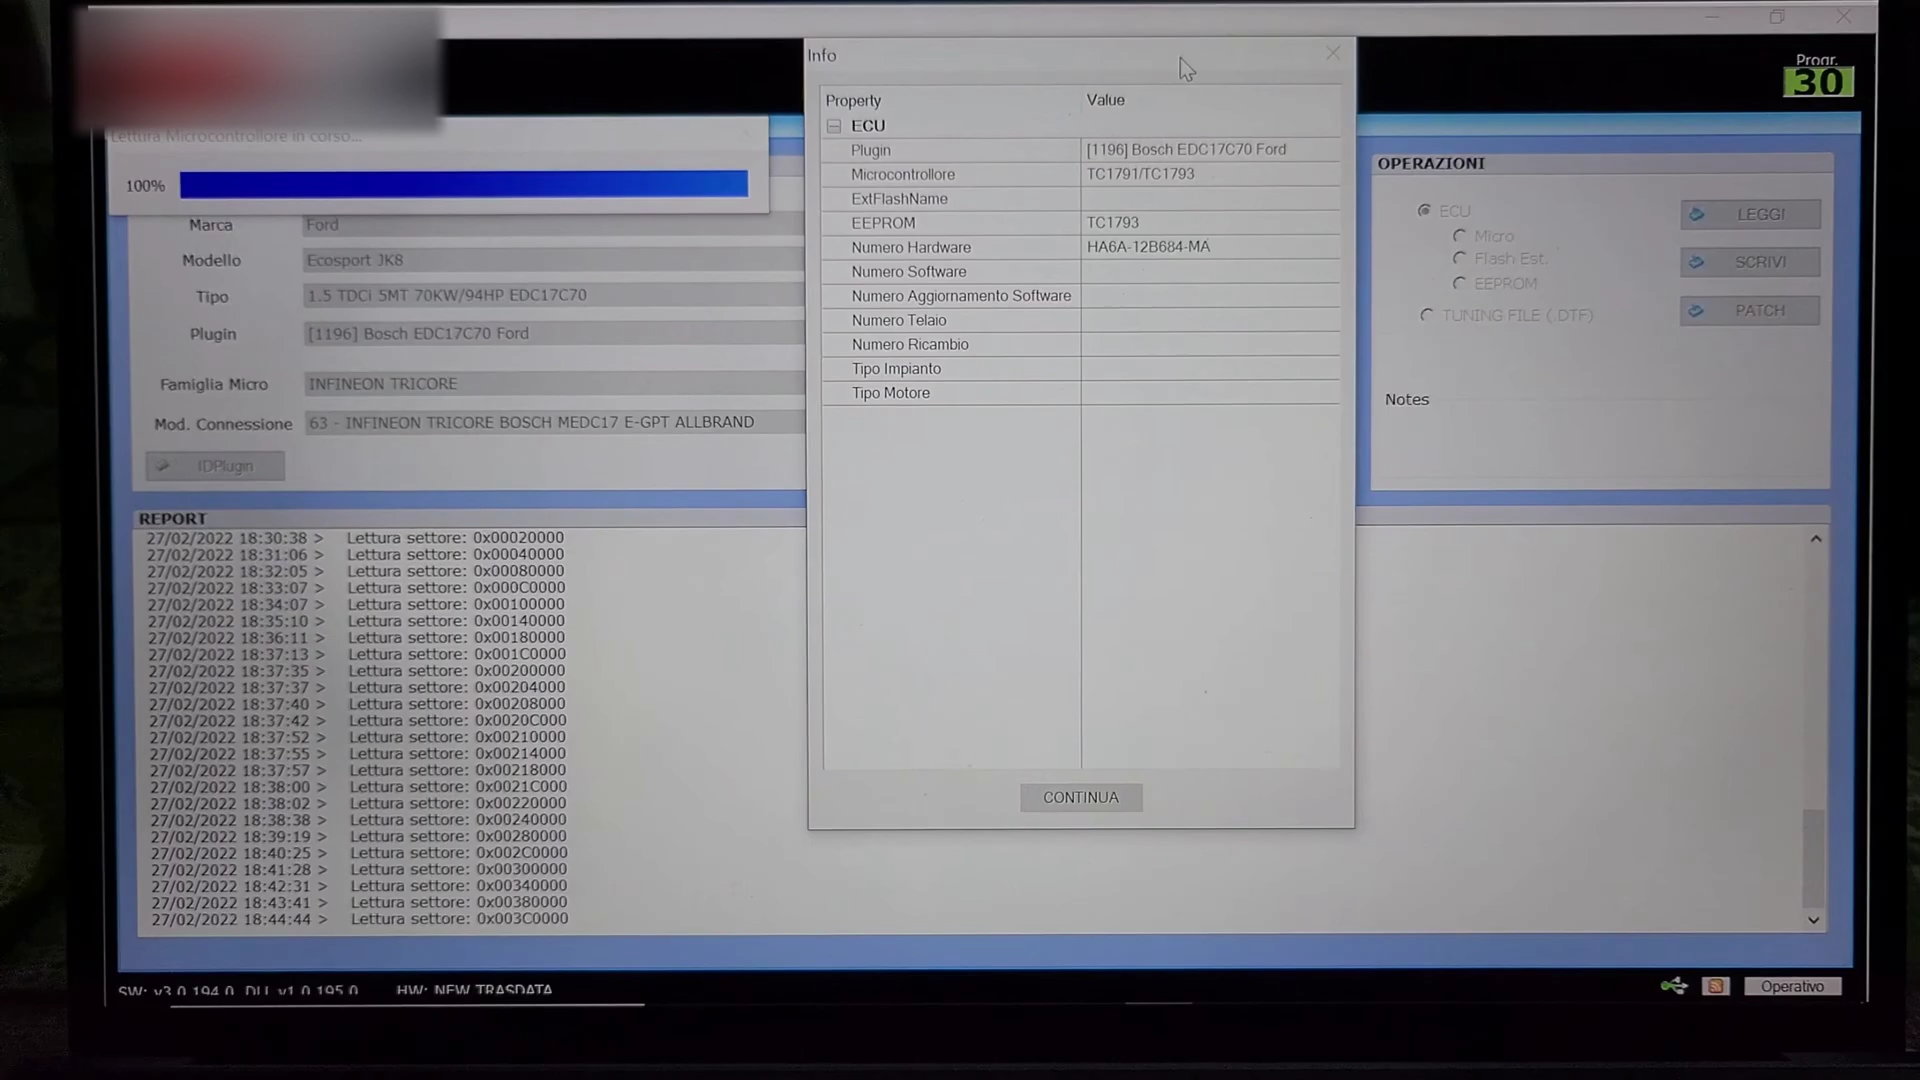 Info
Progr.
30
Lettura Microcontrollore in corso...
100%
Marca Ford
Modello Ecosport JK8
Tipo 1.5 TDCi 5MT 70KW/94HP EDC17C70
Plugin [1196] Bosch EDC17C70 Ford
Famiglia Micro INFINEON TRICORE
Mod. Connessione 63 - INFINEON TRICORE BOSCH MEDC17 E-GPT ALLBRAND
IDPlugin
Property Value
ECU
Plugin [1196] Bosch EDC17C70 Ford
Microcontrollore TC1791/TC1793
ExtFlashName
EEPROM TC1793
Numero Hardware HA6A-12B684-MA
Numero Software
Numero Aggiornamento Software
Numero Telaio
Numero Ricambio
Tipo Impianto
Tipo Motore
CONTINUA
OPERAZIONI
ECU
Micro
Flash Est.
EEPROM
TUNING FILE (.DTF)
LEGGI
SCRIVI
PATCH
Notes
REPORT
27/02/2022 18:30:38 > Lettura settore: 0x00020000
27/02/2022 18:31:06 > Lettura settore: 0x00040000
27/02/2022 18:32:05 > Lettura settore: 0x00080000
27/02/2022 18:33:07 > Lettura settore: 0x000C0000
27/02/2022 18:34:07 > Lettura settore: 0x00100000
27/02/2022 18:35:10 > Lettura settore: 0x00140000
27/02/2022 18:36:11 > Lettura settore: 0x00180000
27/02/2022 18:37:13 > Lettura settore: 0x001C0000
27/02/2022 18:37:35 > Lettura settore: 0x00200000
27/02/2022 18:37:37 > Lettura settore: 0x00204000
27/02/2022 18:37:40 > Lettura settore: 0x00208000
27/02/2022 18:37:42 > Lettura settore: 0x0020C000
27/02/2022 18:37:52 > Lettura settore: 0x00210000
27/02/2022 18:37:55 > Lettura settore: 0x00214000
27/02/2022 18:37:57 > Lettura settore: 0x00218000
27/02/2022 18:38:00 > Lettura settore: 0x0021C000
27/02/2022 18:38:02 > Lettura settore: 0x00220000
27/02/2022 18:38:38 > Lettura settore: 0x00240000
27/02/2022 18:39:19 > Lettura settore: 0x00280000
27/02/2022 18:40:25 > Lettura settore: 0x002C0000
27/02/2022 18:41:28 > Lettura settore: 0x00300000
27/02/2022 18:42:31 > Lettura settore: 0x00340000
27/02/2022 18:43:41 > Lettura settore: 0x00380000
27/02/2022 18:44:44 > Lettura settore: 0x003C0000
SW: v3.0.194.0 DLL v1.0.195.0 HW: NEW TRASDATA
Operativo